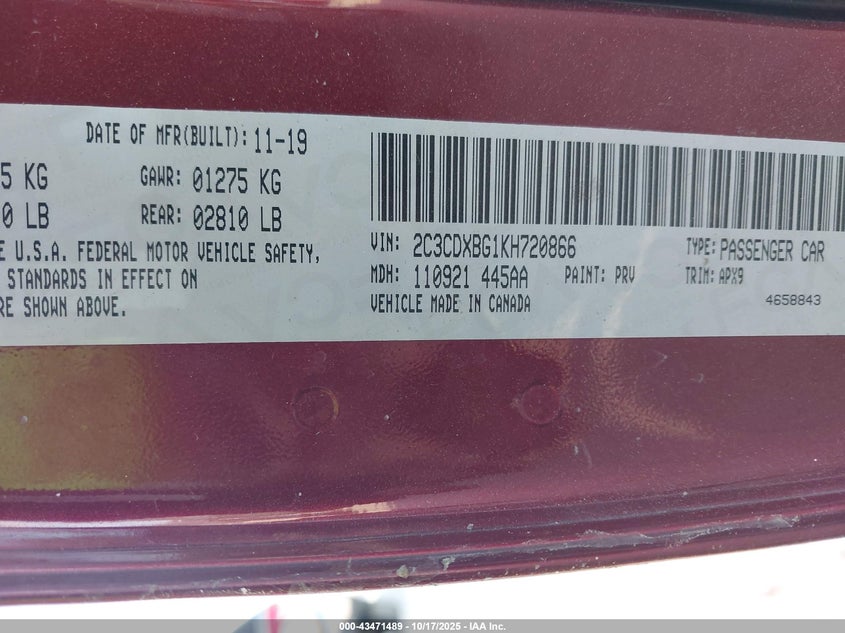 DATE OF MFR(BUILT): 11-19
5 KG GAWR: 01275 KG
0 LB REAR: 02810 LB
E U.S.A. FEDERAL MOTOR VEHICLE SAFETY,
STANDARDS IN EFFECT ON
RE SHOWN ABOVE.
VIN: 2C3CDXBG1KH720866 TYPE: PASSENGER CAR
MDH: 110921 445AA PAINT: PRV TRIM: APX9
VEHICLE MADE IN CANADA 4658843
000-43471489 | 10/17/2025 - IAA Inc.